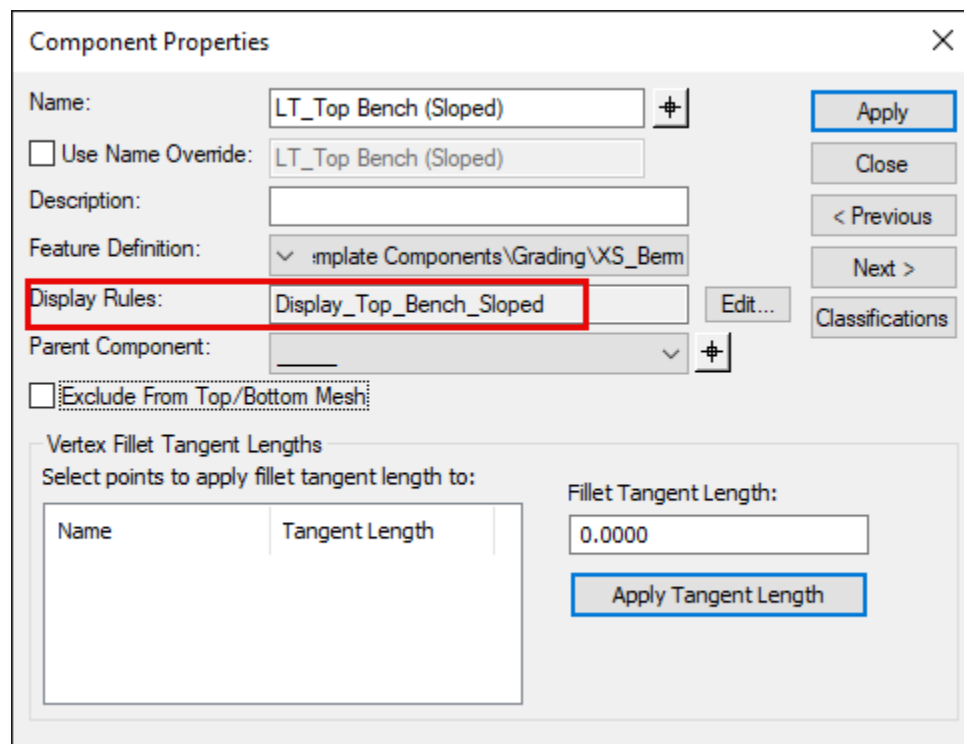 Component Properties
Name:
LT_Top Bench (Sloped)
Apply
Use Name Override:
LT_Top Bench (Sloped)
Close
Description:
< Previous
Feature Definition:
emplate Components\Grading\XS_Berm
Next >
Display Rules:
Display_Top_Bench_Sloped
Edit...
Classifications
Parent Component:
Exclude From Top/Bottom Mesh
Vertex Fillet Tangent Lengths
Select points to apply fillet tangent length to:
Name
Tangent Length
Fillet Tangent Length:
0.0000
Apply Tangent Length